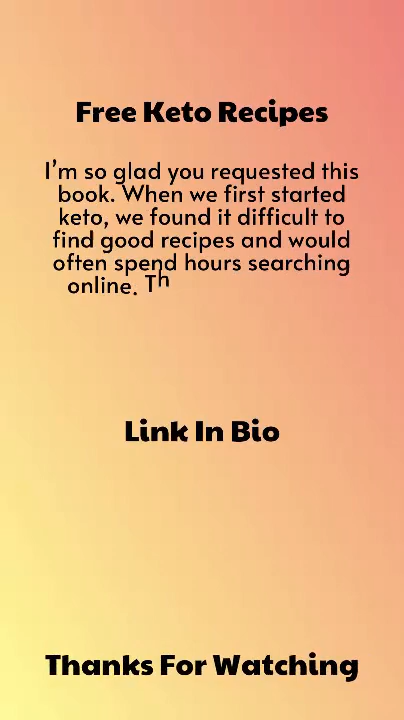 Free Keto Recipes
I'm so glad you requested this
book. When we first started
keto, we found it difficult to
find good recipes and would
often spend hours searching
online. Th
Link In Bio
Thanks For Watching